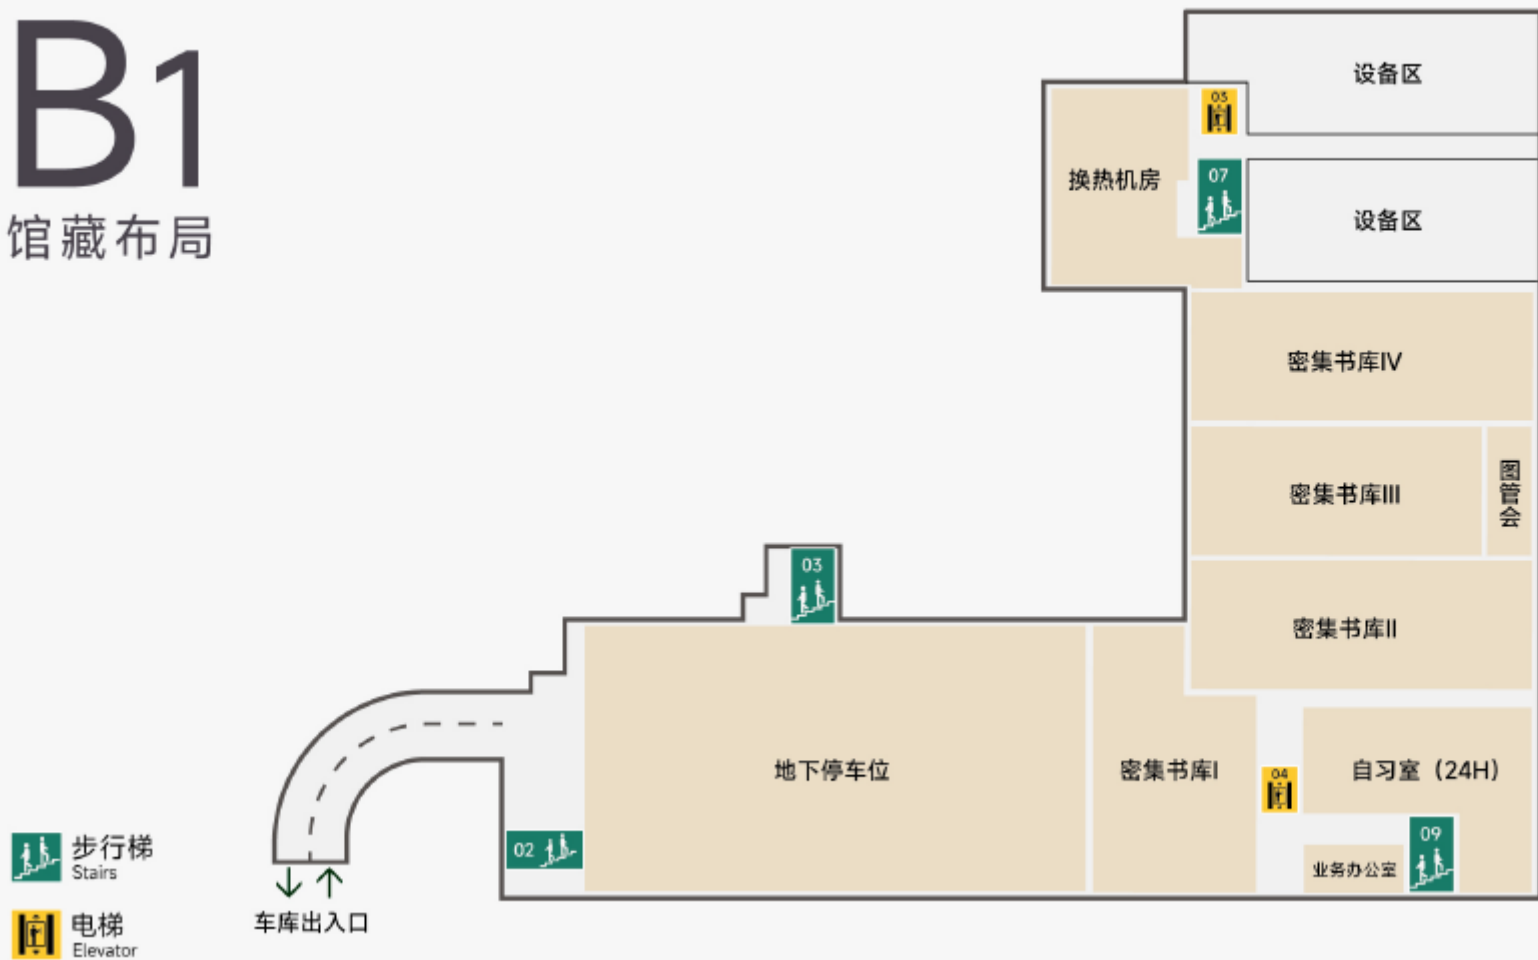 B1
馆藏布局
设备区
03
换热机房
07
设备区
密集书库IV
密集书库III
图管会
03
密集书库II
地下停车位
密集书库I
04
自习室（24H）
02
09
业务办公室
步行梯
Stairs
车库出入口
电梯
Elevator